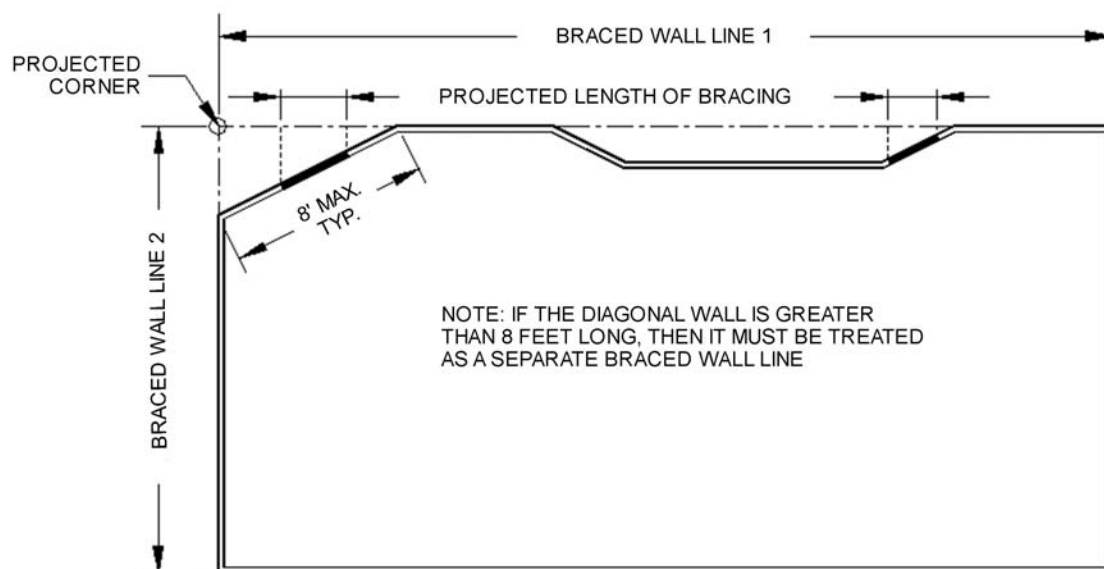 BRACED WALL LINE 1
PROJECTED
CORNER
PROJECTED LENGTH OF BRACING
8' MAX.
TYP.
BRACED WALL LINE 2
NOTE: IF THE DIAGONAL WALL IS GREATER
THAN 8 FEET LONG, THEN IT MUST BE TREATED
AS A SEPARATE BRACED WALL LINE